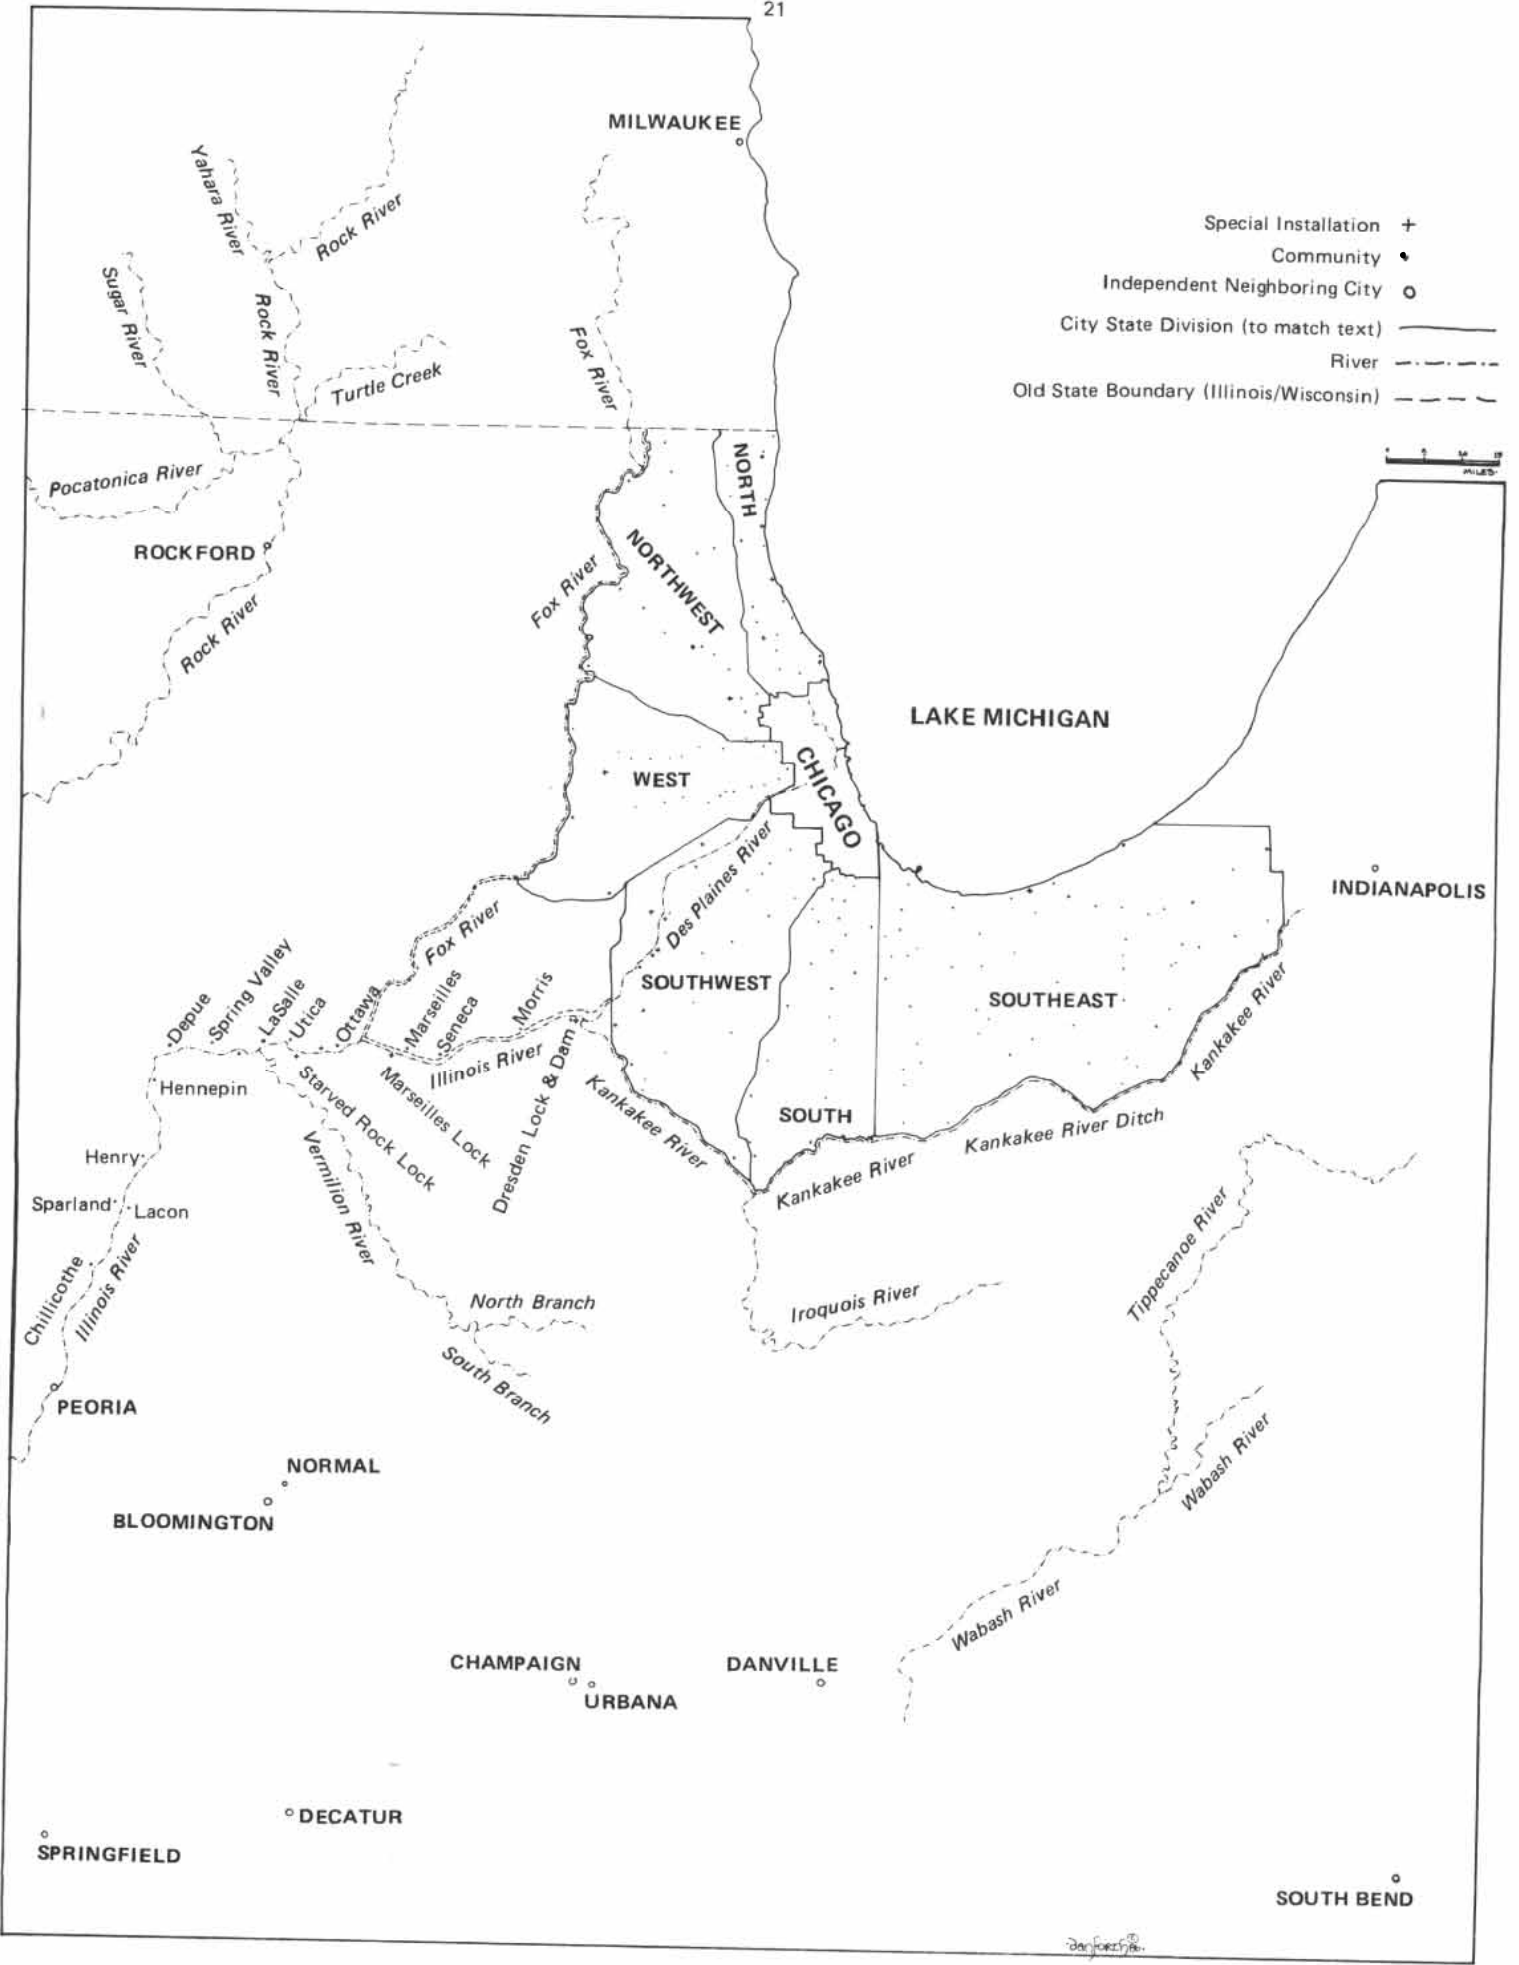 21
MILWAUKEE
Yahara River
Rock River
Sugar River
Rock River
Fox River
Turtle Creek
Special Installation +
Community
Independent Neighboring City
City State Division (to match text)
River
Old State Boundary (Illinois/Wisconsin)
MILES
Pocatonica River
NORTH
ROCKFORD
NORTHWEST
Fox River
Rock River
LAKE MICHIGAN
WEST
CHICAGO
Des Plaines River
INDIANAPOLIS
Fox River
SOUTHWEST
SOUTHEAST
Kankakee River
Depue
Spring Valley
LaSalle
Utica
Ottawa
Marseilles
Seneca
Morris
Illinois River
Hennepin
Starved Rock Lock
Marseilles Lock
Dresden Lock & Dam
Kankakee River
SOUTH
Kankakee River Ditch
Kankakee River
Henry
Sparland
Lacon
Vermilion River
Chillicothe
Illinois River
North Branch
South Branch
Iroquois River
Tippecanoe River
PEORIA
NORMAL
BLOOMINGTON
Wabash River
Wabash River
CHAMPAIGN
URBANA
DANVILLE
DECATUR
SPRINGFIELD
SOUTH BEND